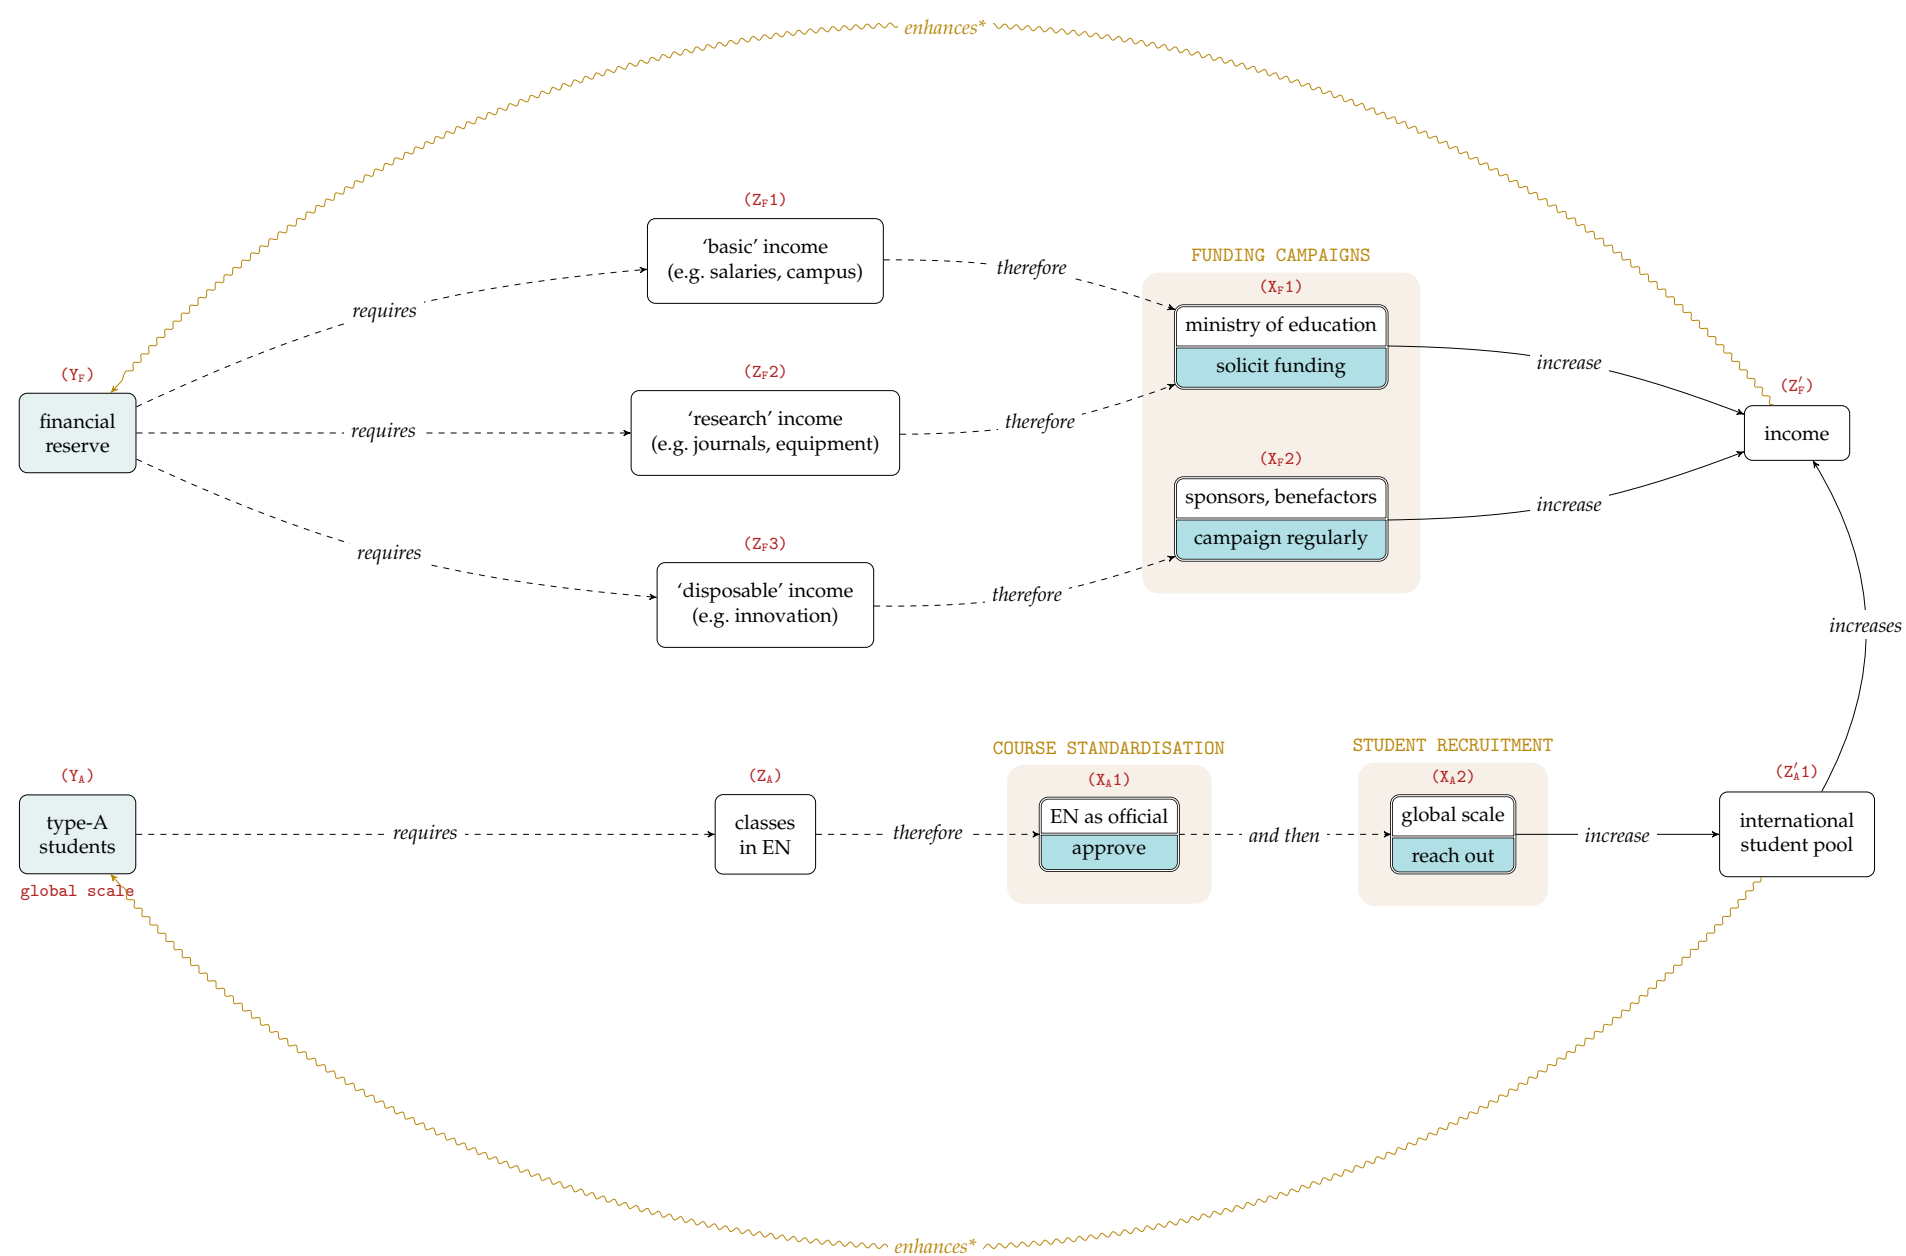 enhances*
(Z_F1)
‘basic’ income
(e.g. salaries, campus)
therefore
FUNDING CAMPAIGNS
(X_F1)
ministry of education
solicit funding
requires
increase
(Y_F)
financial
reserve
requires
(Z_F2)
‘research’ income
(e.g. journals, equipment)
therefore
(Z′_F)
income
(X_F2)
sponsors, benefactors
campaign regularly
increase
requires
(Z_F3)
‘disposable’ income
(e.g. innovation)
therefore
increases
(Y_A)
type-A
students
global scale
requires
(Z_A)
classes
in EN
therefore
COURSE STANDARDISATION
(X_A1)
EN as official
approve
and then
STUDENT RECRUITMENT
(X_A2)
global scale
reach out
increase
(Z′_A1)
international
student pool
enhances*